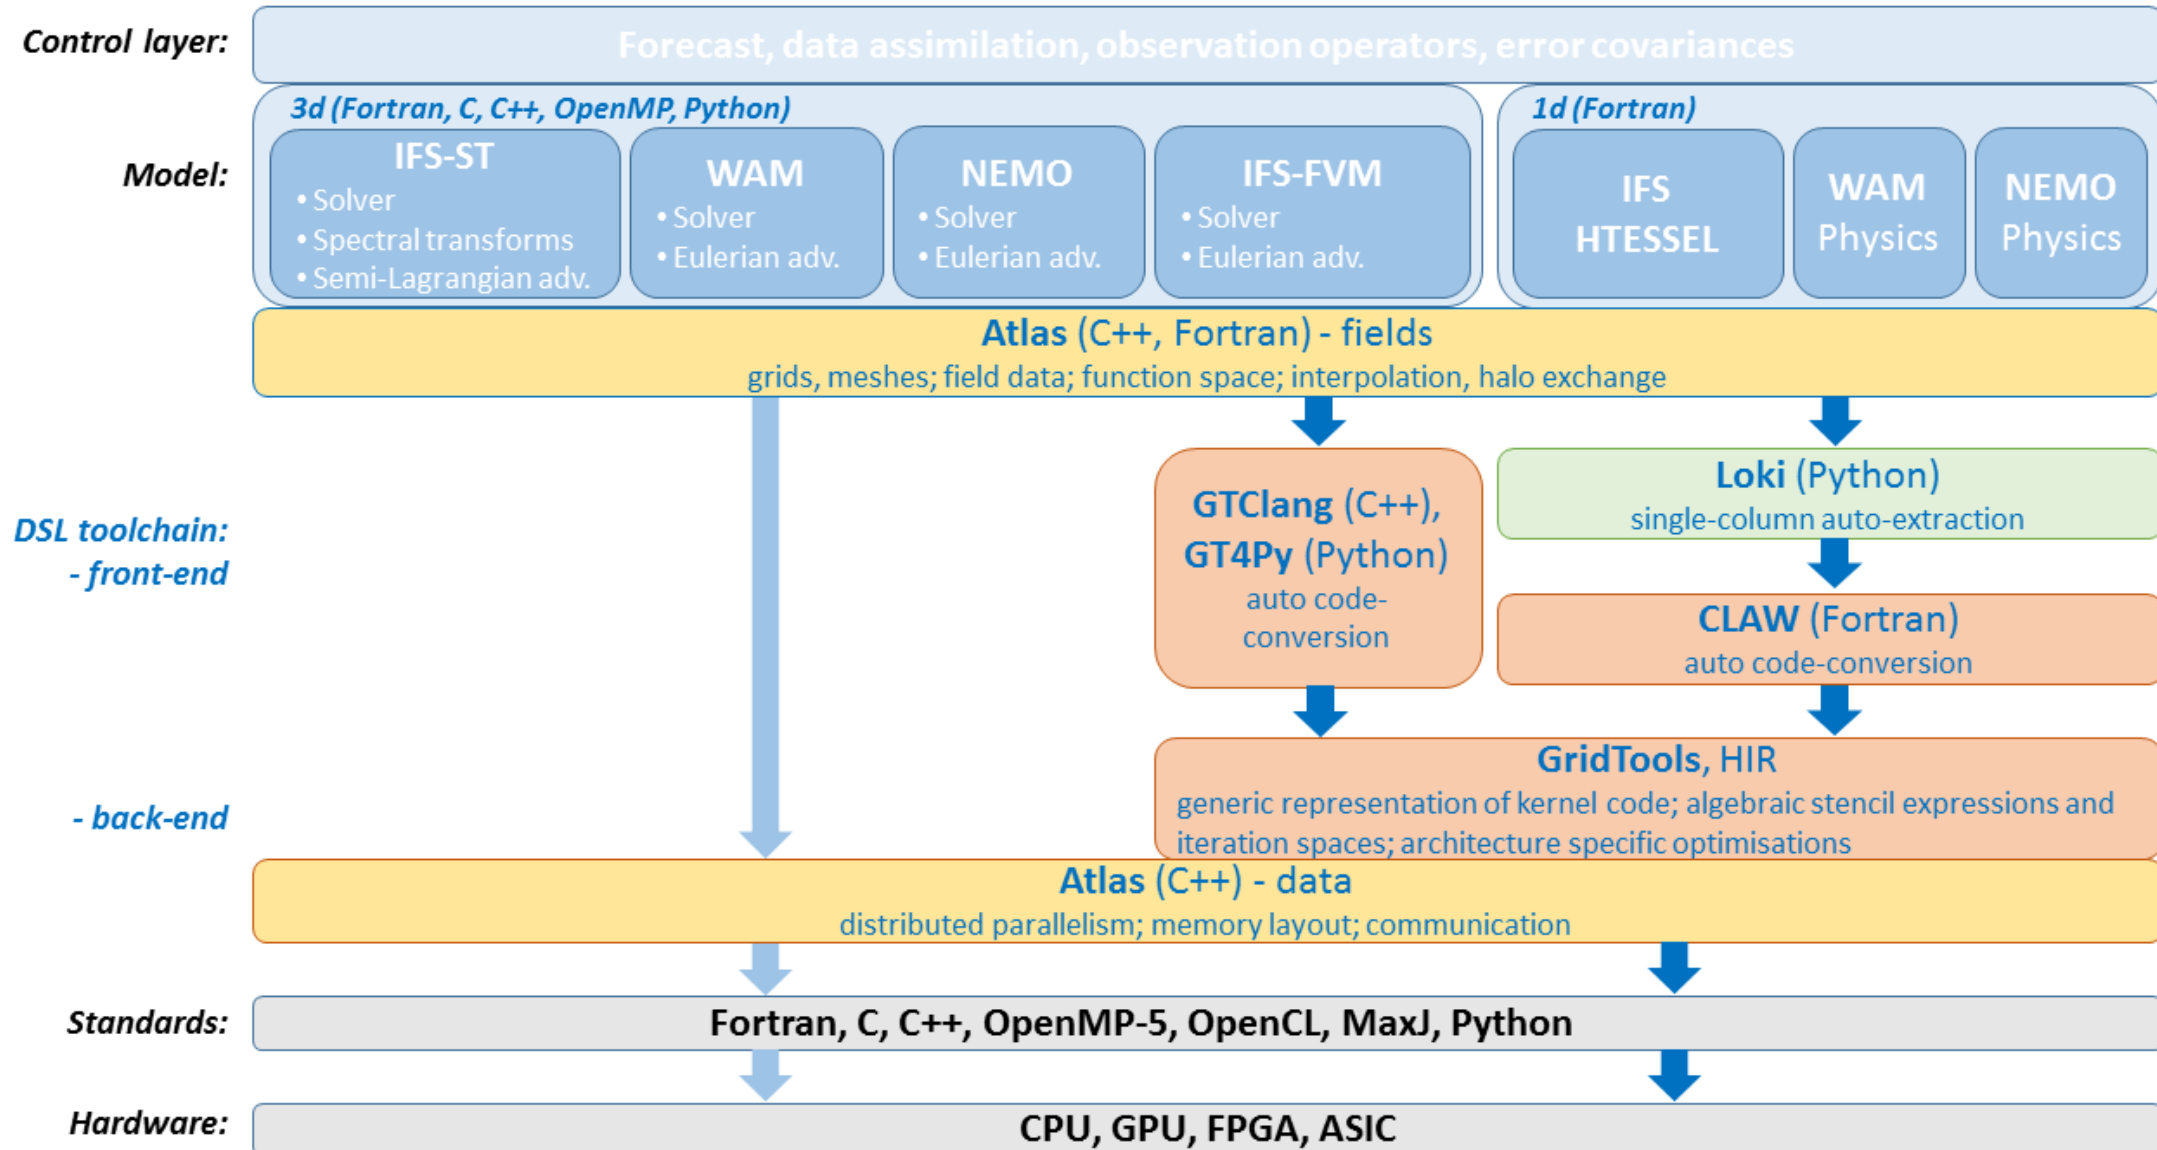 Control layer:
Forecast, data assimilation, observation operators, error covariances
Model:
3d (Fortran, C, C++, OpenMP, Python)
IFS-ST
• Solver
• Spectral transforms
• Semi-Lagrangian adv.
WAM
• Solver
• Eulerian adv.
NEMO
• Solver
• Eulerian adv.
IFS-FVM
• Solver
• Eulerian adv.
1d (Fortran)
IFS
HTESSEL
WAM
Physics
NEMO
Physics
Atlas (C++, Fortran) - fields
grids, meshes; field data; function space; interpolation, halo exchange
DSL toolchain:
- front-end
GTClang (C++),
GT4Py (Python)
auto code-
conversion
Loki (Python)
single-column auto-extraction
CLAW (Fortran)
auto code-conversion
- back-end
GridTools, HIR
generic representation of kernel code; algebraic stencil expressions and
iteration spaces; architecture specific optimisations
Atlas (C++) - data
distributed parallelism; memory layout; communication
Standards:
Fortran, C, C++, OpenMP-5, OpenCL, MaxJ, Python
Hardware:
CPU, GPU, FPGA, ASIC